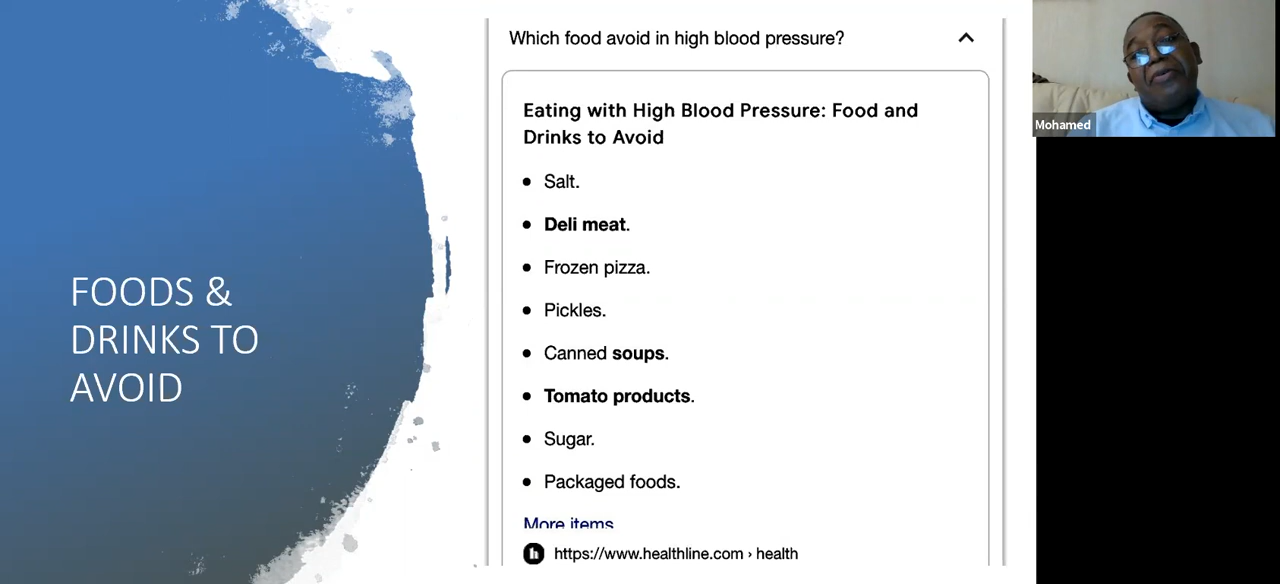 FOODS &
DRINKS TO
AVOID
Which food avoid in high blood pressure?
Eating with High Blood Pressure: Food and
Drinks to Avoid
• Salt.
• Deli meat.
• Frozen pizza.
• Pickles.
• Canned soups.
• Tomato products.
• Sugar.
• Packaged foods.
More items
h https://www.healthline.com › health
Mohamed